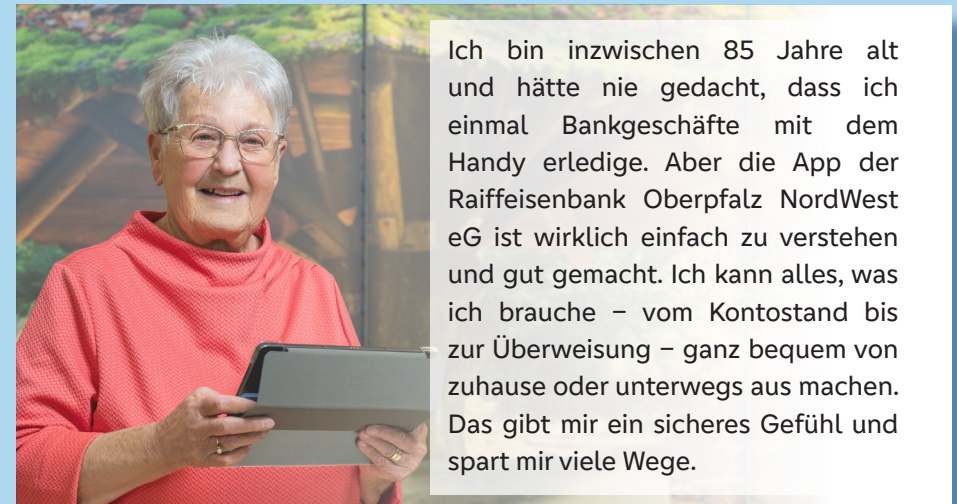 Ich bin inzwischen 85 Jahre alt
und hätte nie gedacht, dass ich
einmal Bankgeschäfte mit dem
Handy erledige. Aber die App der
Raiffeisenbank Oberpfalz NordWest
eG ist wirklich einfach zu verstehen
und gut gemacht. Ich kann alles, was
ich brauche – vom Kontostand bis
zur Überweisung – ganz bequem von
zuhause oder unterwegs aus machen.
Das gibt mir ein sicheres Gefühl und
spart mir viele Wege.